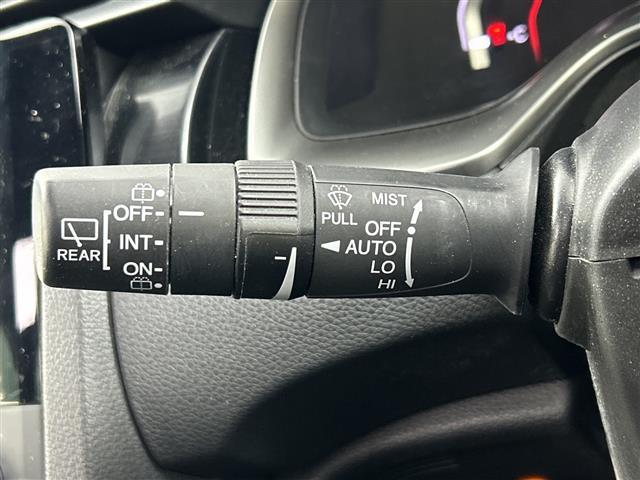 REAR
OFF
INT
ON
PULL
MIST
OFF
AUTO
LO
HI